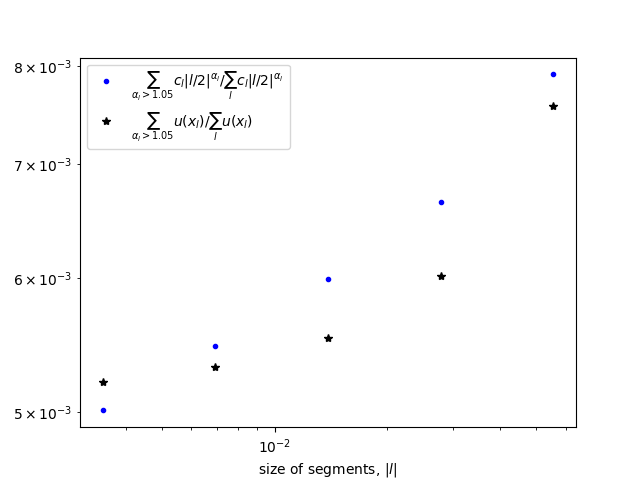 8 × 10⁻³
7 × 10⁻³
6 × 10⁻³
5 × 10⁻³
∑_{α_l>1.05} c_l|l/2|^{α_l}/∑_l c_l|l/2|^{α_l}
∑_{α_l>1.05} u(x_l)/∑_l u(x_l)
10⁻²
size of segments, |l|